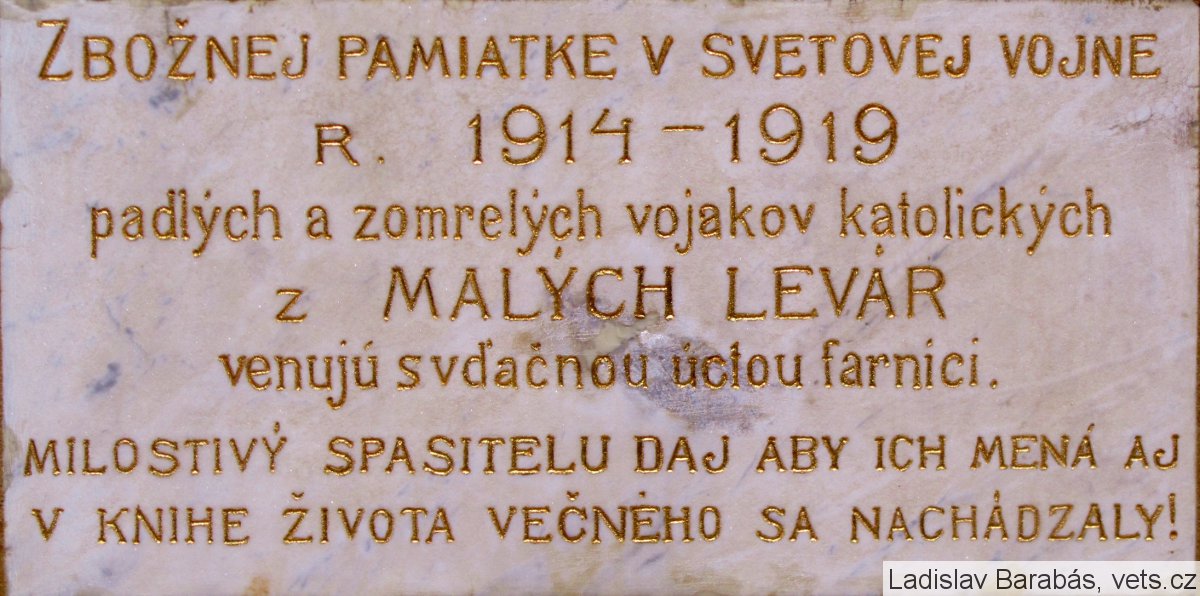 ZBOŽNEJ PAMIATKE V SVETOVEJ VOJNE
R. 1914–1919
padlých a zomrelých vojakov katolických
z MALÝCH LEVÁR
venujú s vďačnou úctou farníci.
MILOSTIVÝ SPASITELU DAJ ABY ICH MENÁ AJ
V KNIHE ŽIVOTA VEČNÉHO SA NACHÁDZALY!
Ladislav Barabás, vets.cz